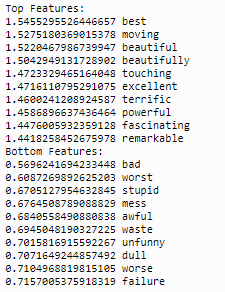 Top Features:
1.5455295526446657 best
1.5275180369015378 moving
1.5220467986739947 beautiful
1.5042949131728902 beautifully
1.4723329465164048 touching
1.4716110795291075 excellent
1.4600241208924587 terrific
1.4586896637436464 powerful
1.4476005932359128 fascinating
1.4418258452675978 remarkable
Bottom Features:
0.5696241694233448 bad
0.6087269892625203 worst
0.6705127954632845 stupid
0.6764508789088829 mess
0.6840558490880838 awful
0.6945048190327225 waste
0.7015816915592267 unfunny
0.7071649244857492 dull
0.7104968819815105 worse
0.7157005375918319 failure